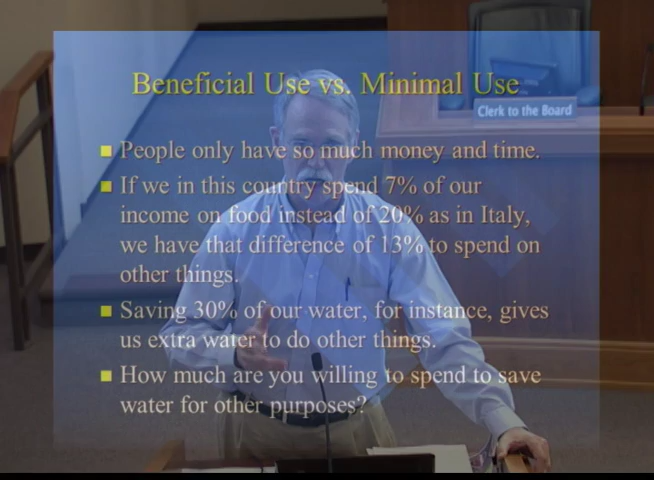 Clerk to the Board
Beneficial Use vs. Minimal Use
People only have so much money and time.
If we in this country spend 7% of our
income on food instead of 20% as in Italy,
we have that difference of 13% to spend on
other things.
Saving 30% of our water, for instance, gives
us extra water to do other things.
How much are you willing to spend to save
water for other purposes?